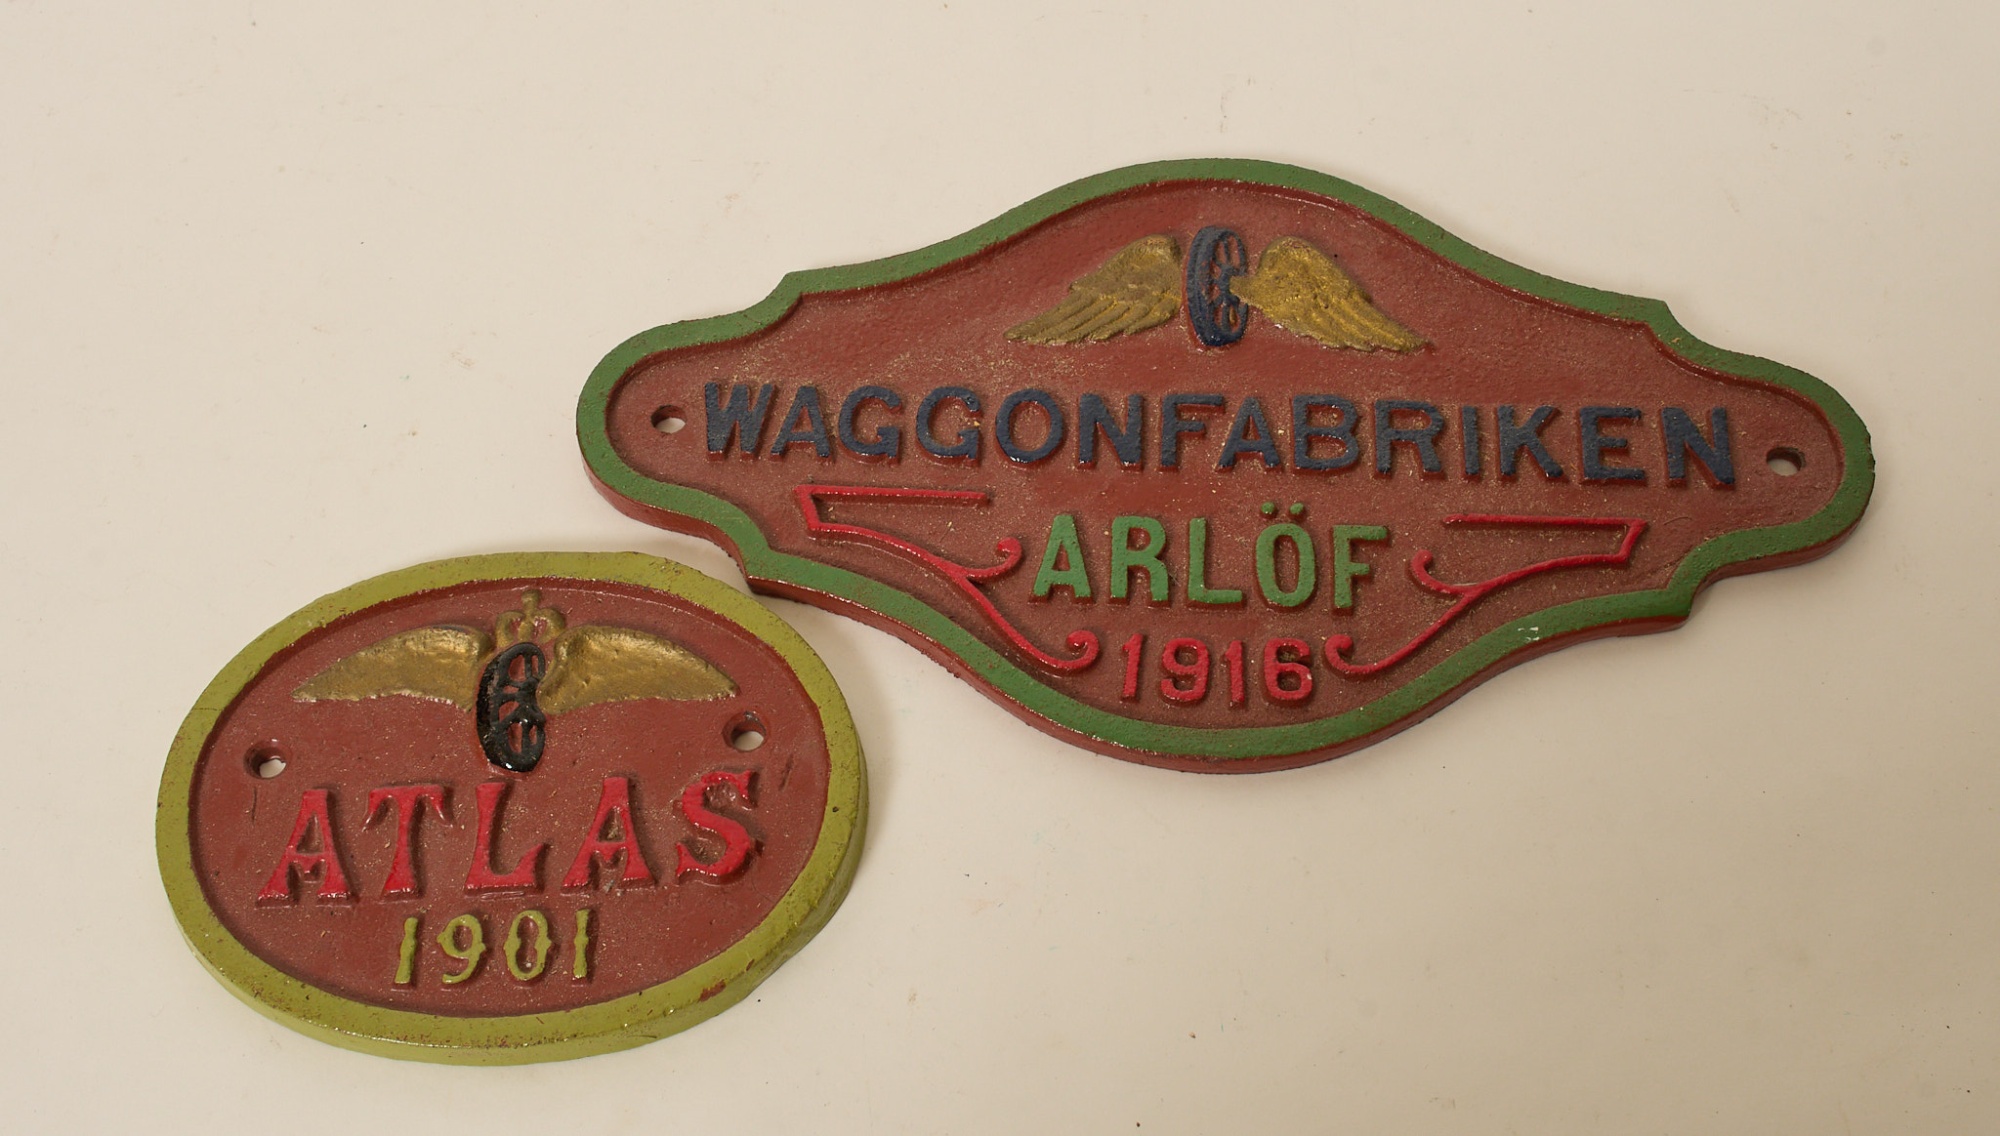 WAGGONFABRIKEN
ARLÖF
1916
ATLAS
1901